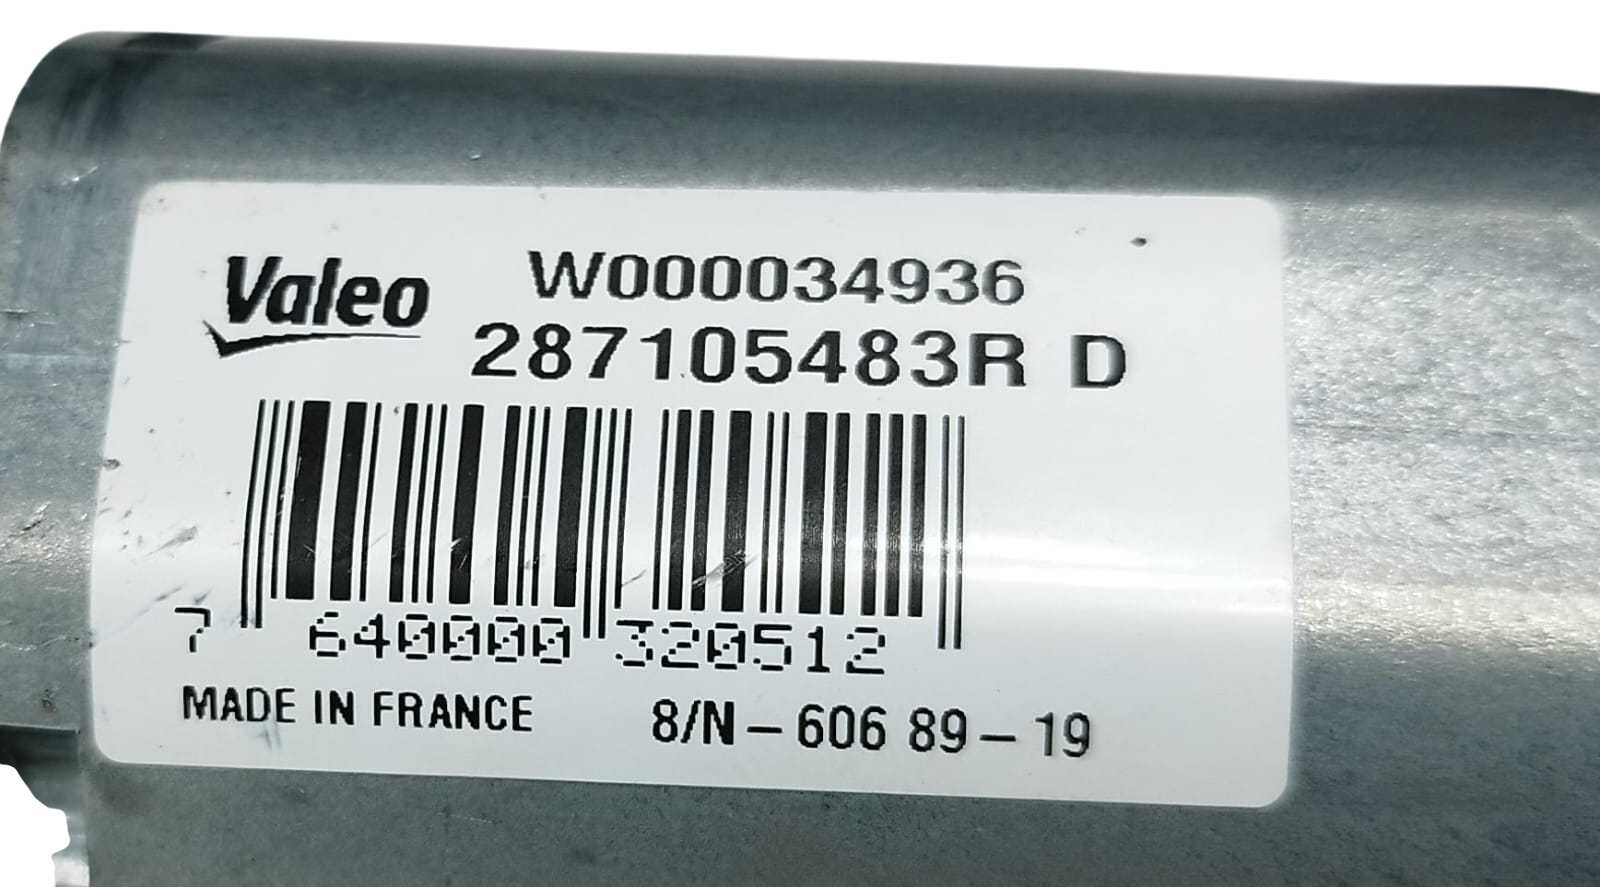 Valeo
W000034936
287105483R D
7 640000 320512
MADE IN FRANCE
8/N-606 89-19